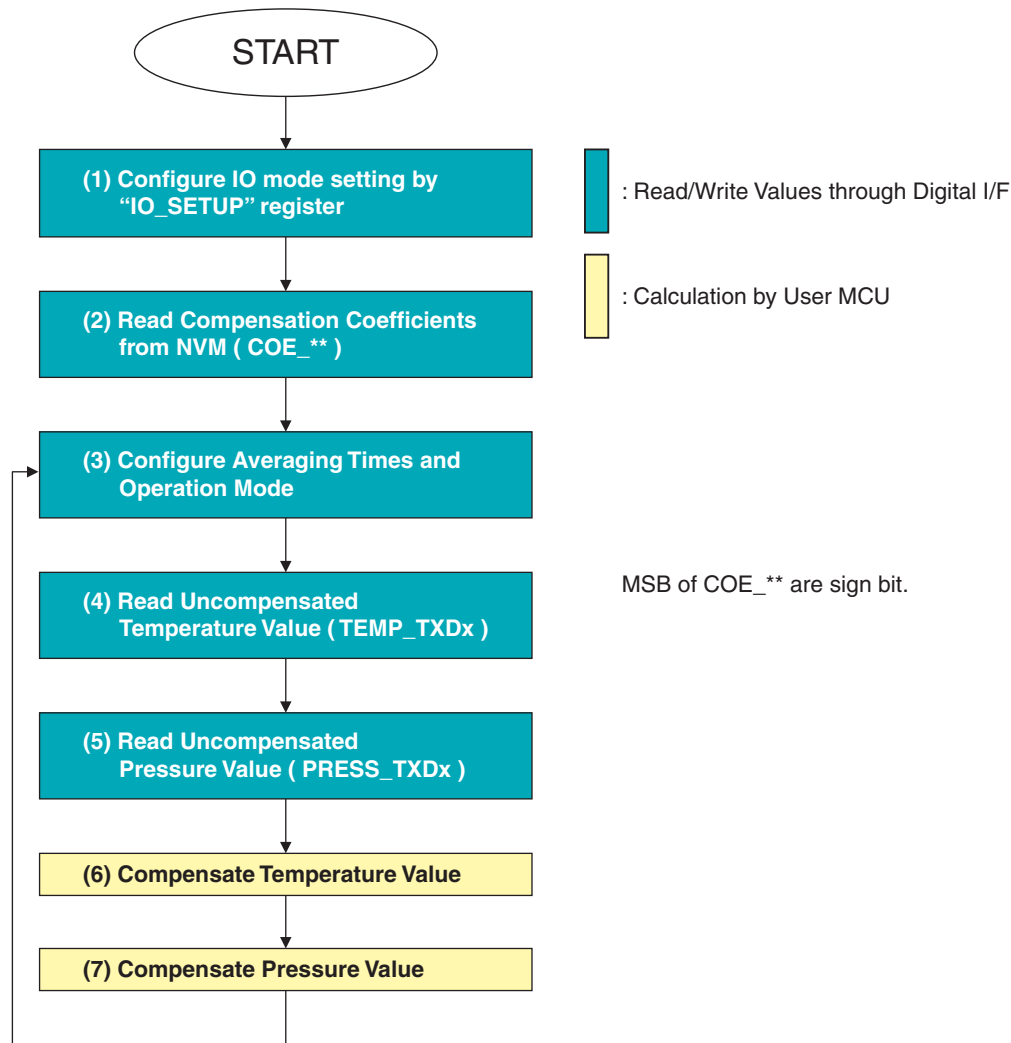 START
(1) Configure IO mode setting by
“IO_SETUP” register
: Read/Write Values through Digital I/F
: Calculation by User MCU
(2) Read Compensation Coefficients
from NVM ( COE_** )
(3) Configure Averaging Times and
Operation Mode
(4) Read Uncompensated
Temperature Value ( TEMP_TXDx )
MSB of COE_** are sign bit.
(5) Read Uncompensated
Pressure Value ( PRESS_TXDx )
(6) Compensate Temperature Value
(7) Compensate Pressure Value